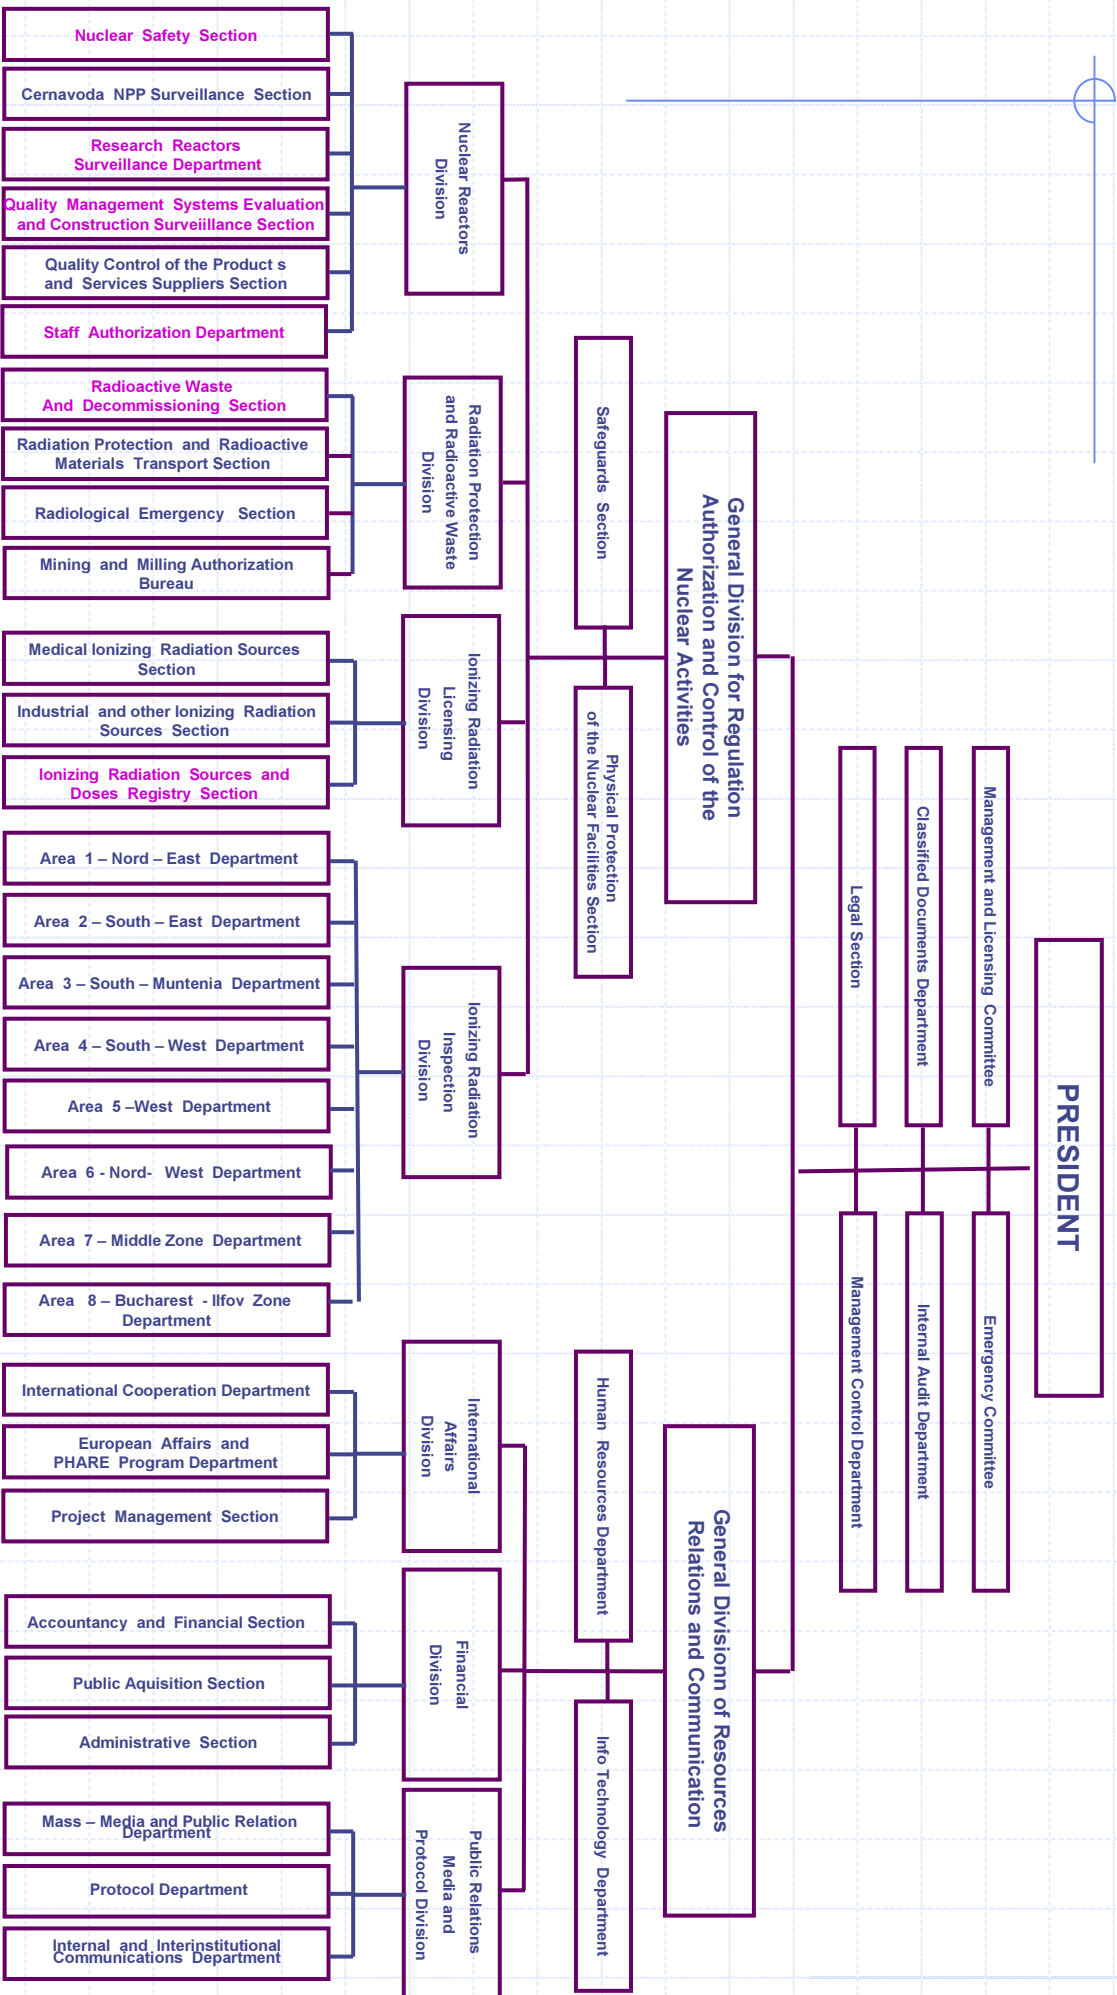 PRESIDENT
Management and Licensing Committee
Emergency Committee
Classified Documents Department
Internal Audit Department
Legal Section
Management Control Department
General Division for Regulation
Authorization and Control of the
Nuclear Activities
General Divisionn of Resources
Relations and Communication
Safeguards Section
Physical Protection
of the Nuclear Facilities Section
Human Resources Department
Info Technology Department
Nuclear Reactors
Division
Radiation Protection
and Radioactive Waste
Division
Ionizing Radiation
Licensing
Division
Ionizing Radiation
Inspection
Division
International
Affairs
Division
Financial
Division
Public Relations
Media and
Protocol Division
Nuclear Safety Section
Cernavoda NPP Surveillance Section
Research Reactors
Surveillance Department
Quality Management Systems Evaluation
and Construction Surveiillance Section
Quality Control of the Product s
and Services Suppliers Section
Staff Authorization Department
Radioactive Waste
And Decommissioning Section
Radiation Protection and Radioactive
Materials Transport Section
Radiological Emergency Section
Mining and Milling Authorization
Bureau
Medical Ionizing Radiation Sources
Section
Industrial and other Ionizing Radiation
Sources Section
Ionizing Radiation Sources and
Doses Registry Section
Area 1 – Nord – East Department
Area 2 – South – East Department
Area 3 – South – Muntenia Department
Area 4 – South – West Department
Area 5 –West Department
Area 6 - Nord- West Department
Area 7 – Middle Zone Department
Area 8 – Bucharest - Ilfov Zone
Department
International Cooperation Department
European Affairs and
PHARE Program Department
Project Management Section
Accountancy and Financial Section
Public Aquisition Section
Administrative Section
Mass – Media and Public Relation
Department
Protocol Department
Internal and Interinstitutional
Communications Department